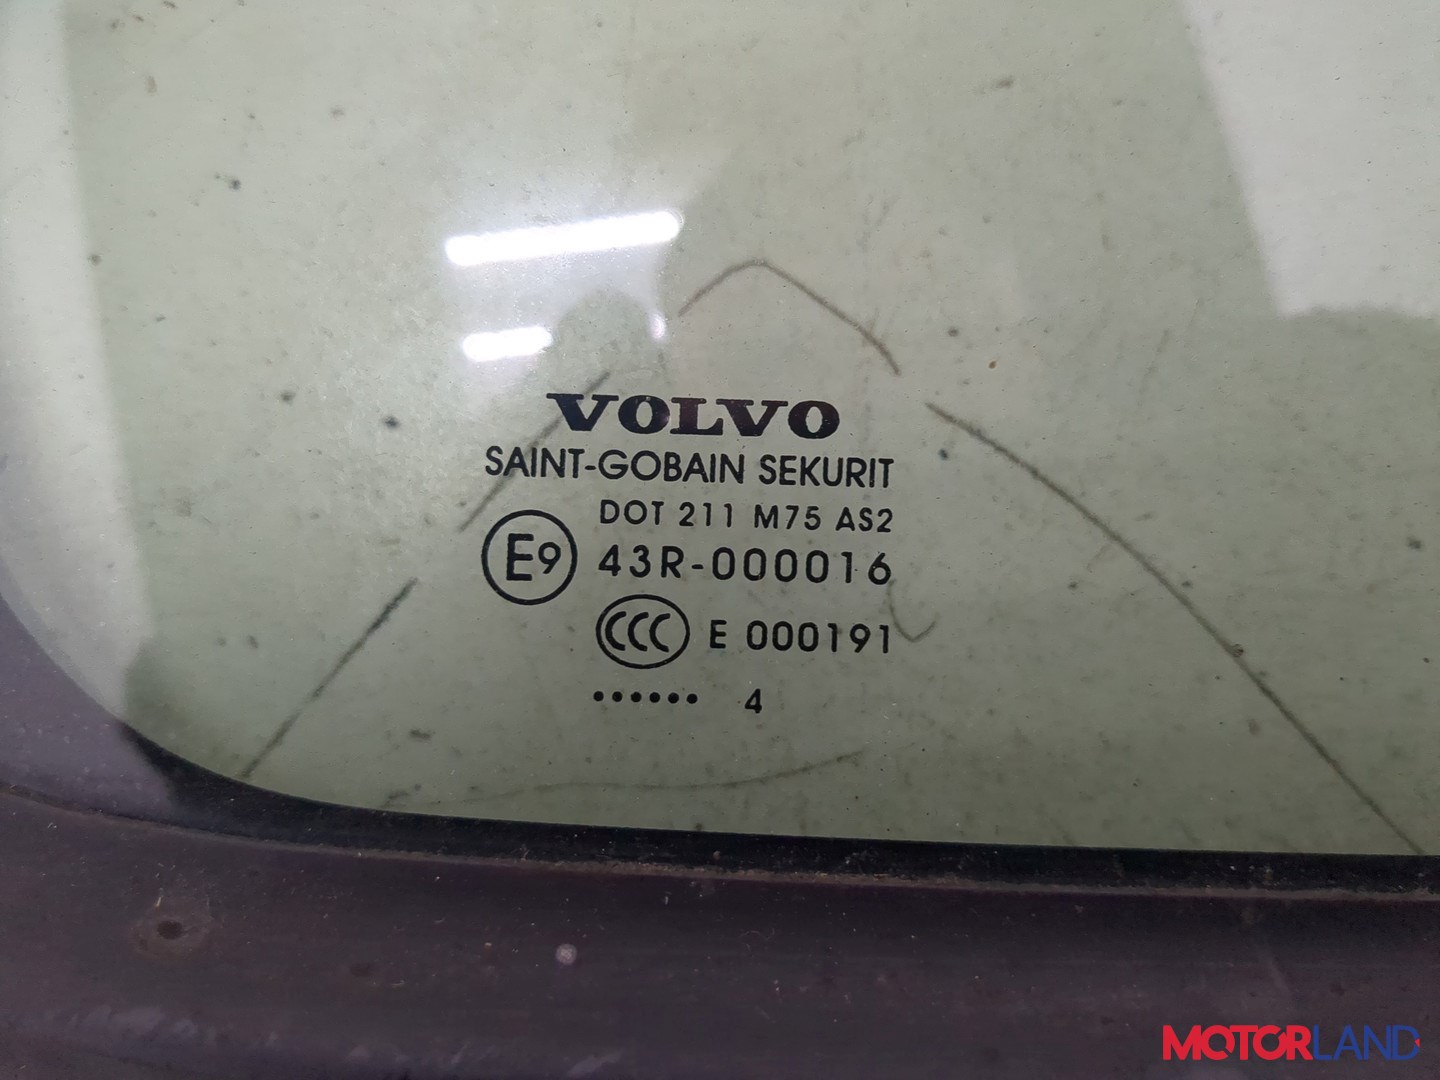 VOLVO
SAINT-GOBAIN SEKURIT
DOT 211 M75 AS2
E9 43R-000016
CCC E 000191
•••••• 4
MOTORLAND